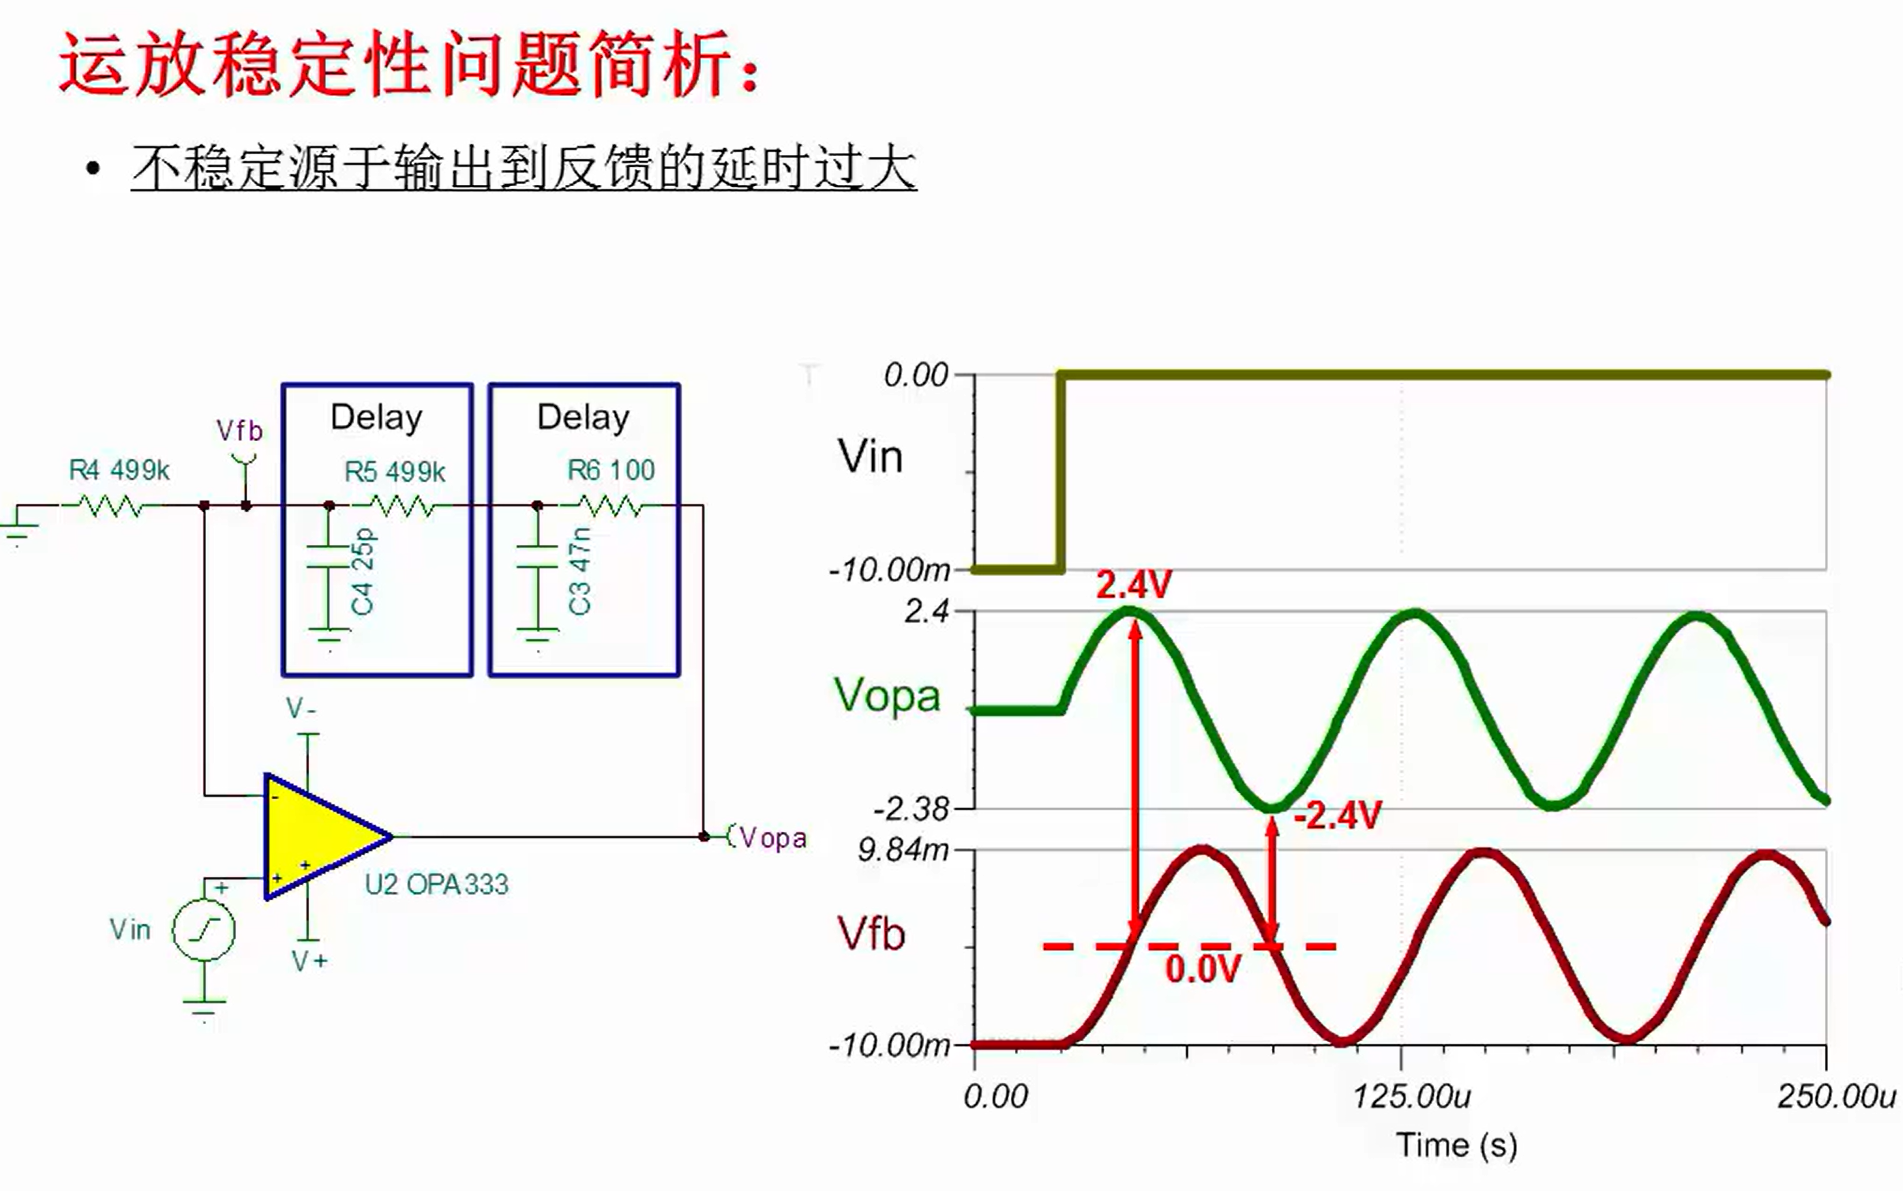 运放稳定性问题简析：
• 不稳定源于输出到反馈的延时过大
Delay
Delay
Vfb
R4 499k
R5 499k
R6 100
C4 25p
C3 47n
V-
-
+
+
U2 OPA333
Vopa
+
Vin
V+
T
0.00
Vin
-10.00m
2.4V
2.4
Vopa
-2.38
-2.4V
9.84m
Vfb
0.0V
-10.00m
0.00
125.00u
250.00u
Time (s)